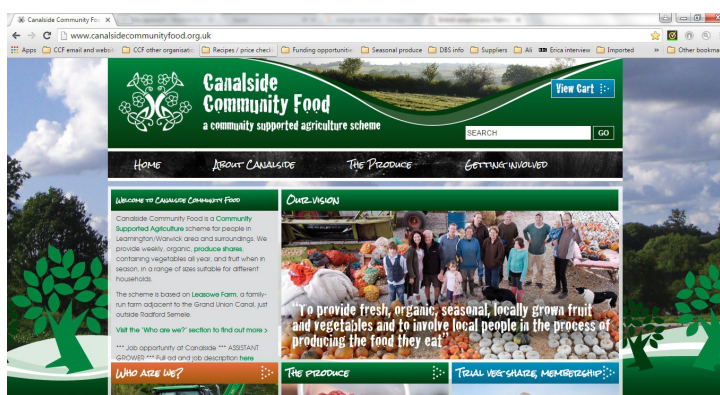 Canalside Community Foo
www.canalsidecommunityfood.org.uk
Apps CCF email and websit CCF other organisatio Recipes / price checki Funding opportunitie Seasonal produce DBS info Suppliers Ali Erica interview Imported » Other bookma
Canalside
Community Food
a community supported agriculture scheme
View Cart
SEARCH GO
Home About Canalside The Produce Getting involved
Welcome to Canalside Community Food
Canalside Community Food is a Community
Supported Agriculture scheme for people in
Leamington/Warwick area and surroundings. We
provide weekly, organic, produce shares,
containing vegetables all year, and fruit when in
season, in a range of sizes suitable for different
households.
The scheme is based on Leasowe Farm, a family-
run farm adjacent to the Grand Union Canal, just
outside Radford Semele.
Visit the 'Who are we?' section to find out more >
*** Job opportunity at Canalside *** ASSISTANT
GROWER *** Full ad and job description here
Our vision
"To provide fresh, organic, seasonal, locally grown fruit
and vegetables and to involve local people in the process of
producing the food they eat"
Who are we?
The produce
Trial veg share, membership